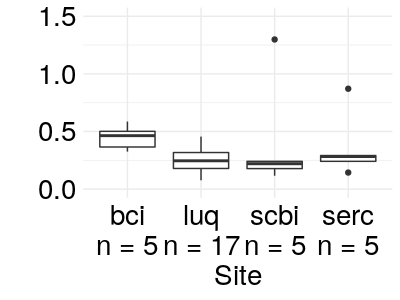 1.5
1.0
0.5
0.0
bci luq scbi serc
n = 5 n = 17 n = 5 n = 5
Site